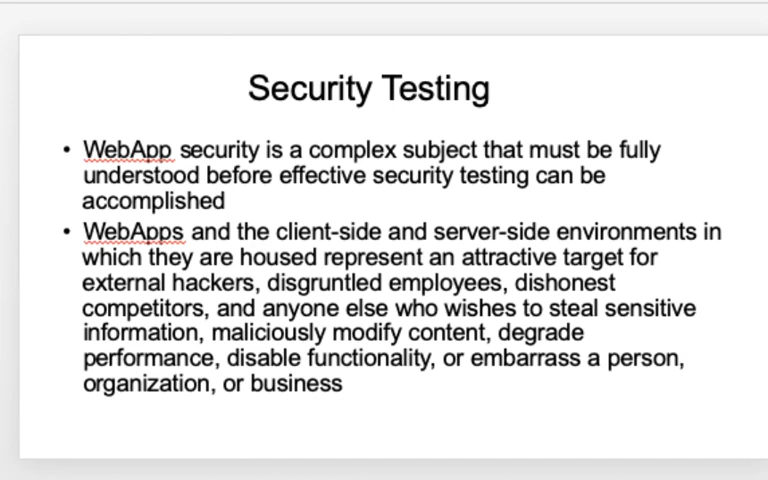 Security Testing
• WebApp security is a complex subject that must be fully
understood before effective security testing can be
accomplished
• WebApps and the client-side and server-side environments in
which they are housed represent an attractive target for
external hackers, disgruntled employees, dishonest
competitors, and anyone else who wishes to steal sensitive
information, maliciously modify content, degrade
performance, disable functionality, or embarrass a person,
organization, or business